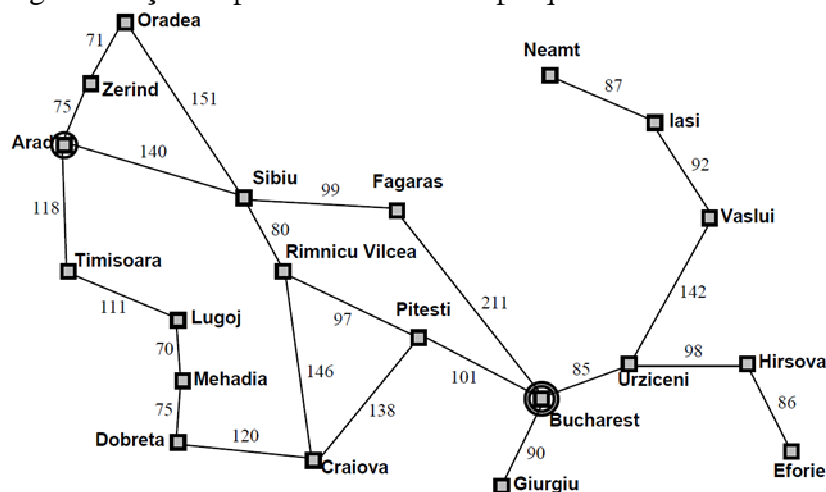 Oradea
71
Neamt
87
Zerind
151
75
Iasi
Arad
140
92
Sibiu
99
Fagaras
118
80
Vaslui
Timisoara
Rimnicu Vilcea
111
Lugoj
97
Pitesti
211
142
70
Mehadia
146
101
85
98
Hirsova
Urziceni
75
138
86
Bucharest
Dobreta
120
90
Craiova
Eforie
Giurgiu